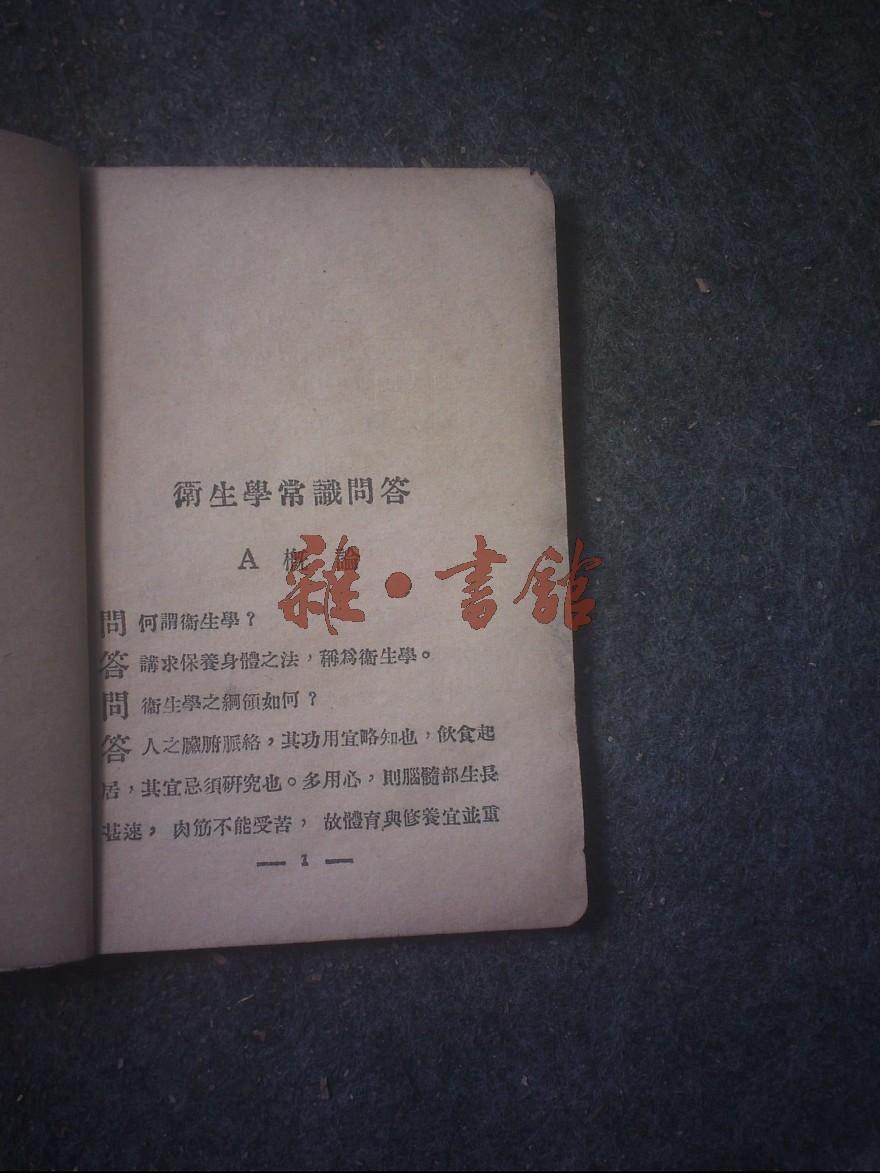 衛生學常識問答
A 概論
雜·書館
問 何謂衛生學？
答 講求保養身體之法，稱爲衛生學。
問 衛生學之綱領如何？
答 人之臟腑脈絡，其功用宜略知也，飲食起
居，其宜忌須研究也。多用心，則腦髓部生長
甚速，肉筋不能受苦，故體育與修養宜並重
— 1 —